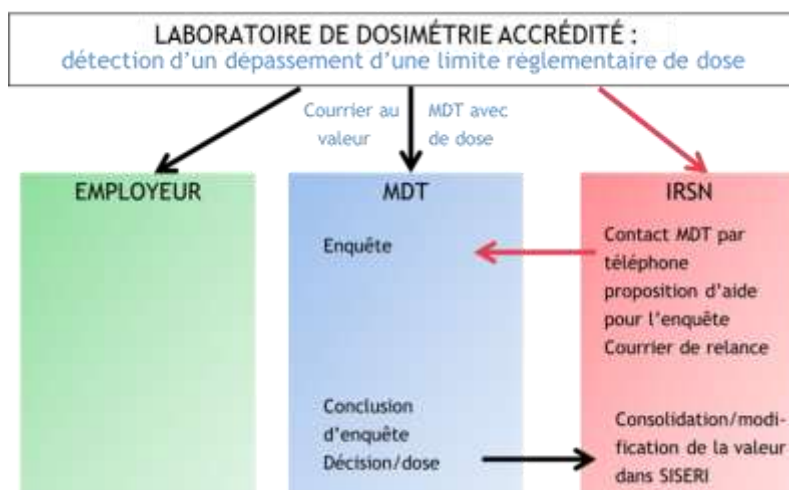 LABORATOIRE DE DOSIMÉTRIE ACCRÉDITÉ :
détection d'un dépassement d'une limite règlementaire de dose
Courrier au MDT avec
valeur de dose
EMPLOYEUR
MDT
Enquête
Conclusion
d'enquête
Décision/dose
IRSN
Contact MDT par
téléphone
proposition d'aide
pour l'enquête
Courrier de relance
Consolidation/modi-
fication de la valeur
dans SISERI